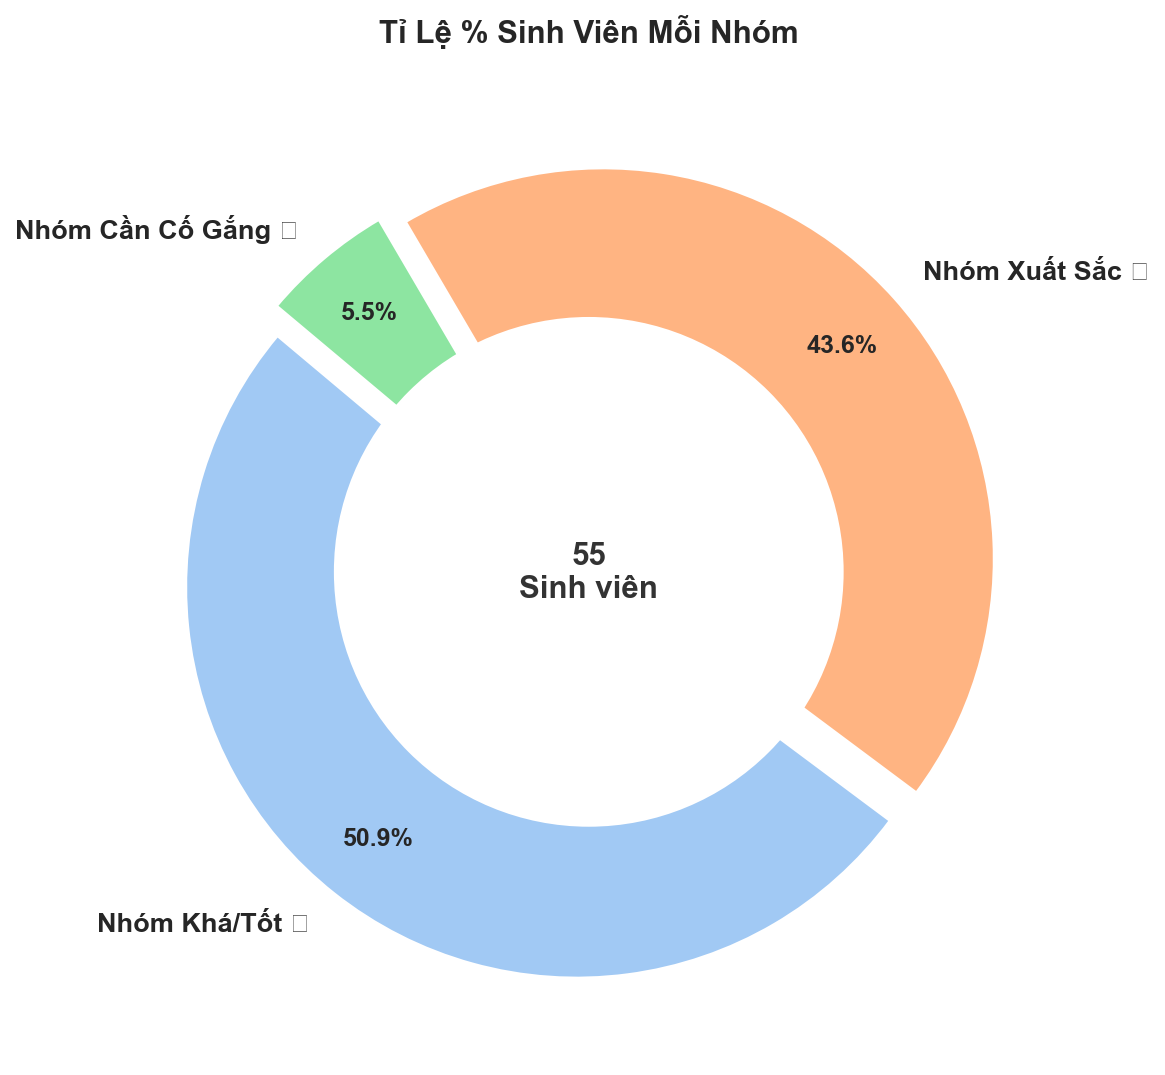 Tỉ Lệ % Sinh Viên Mỗi Nhóm
Nhóm Cần Cố Gắng □
5.5%
Nhóm Xuất Sắc □
43.6%
55
Sinh viên
50.9%
Nhóm Khá/Tốt □